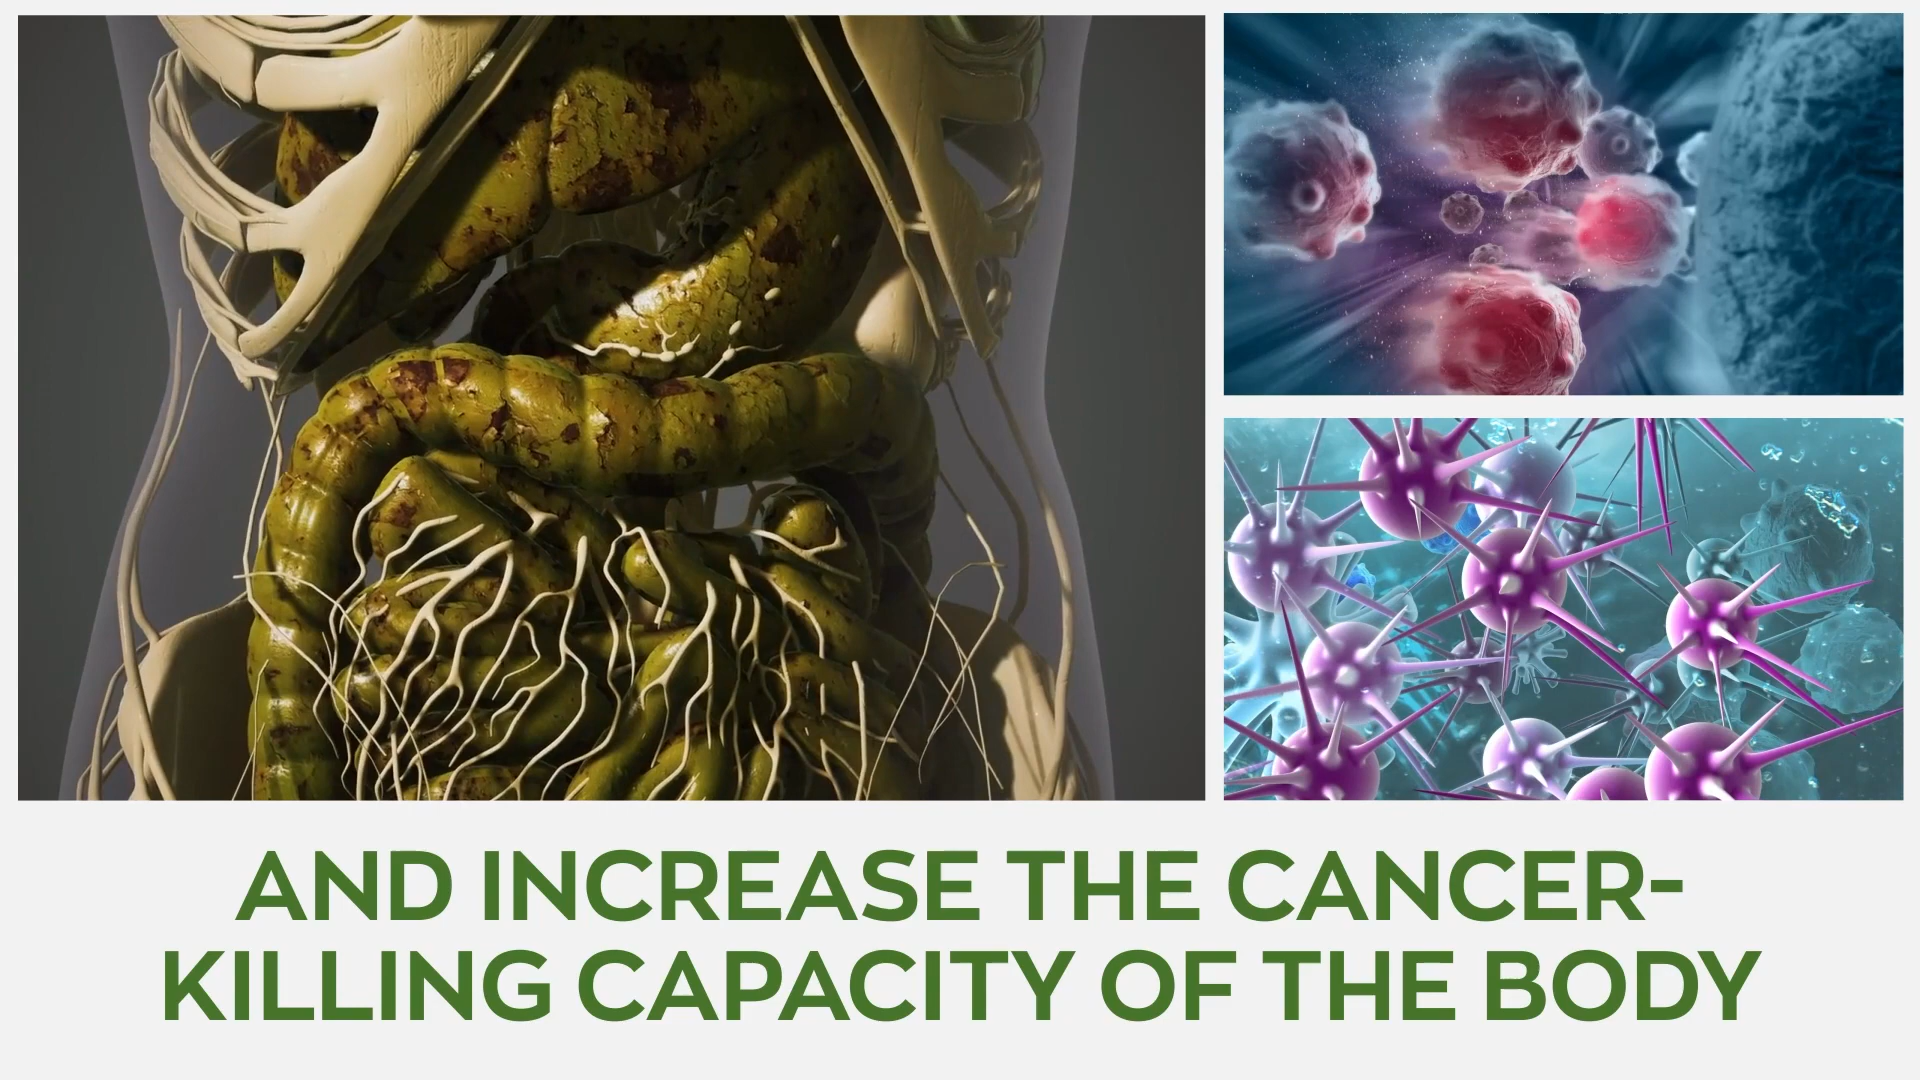 AND INCREASE THE CANCER-
KILLING CAPACITY OF THE BODY